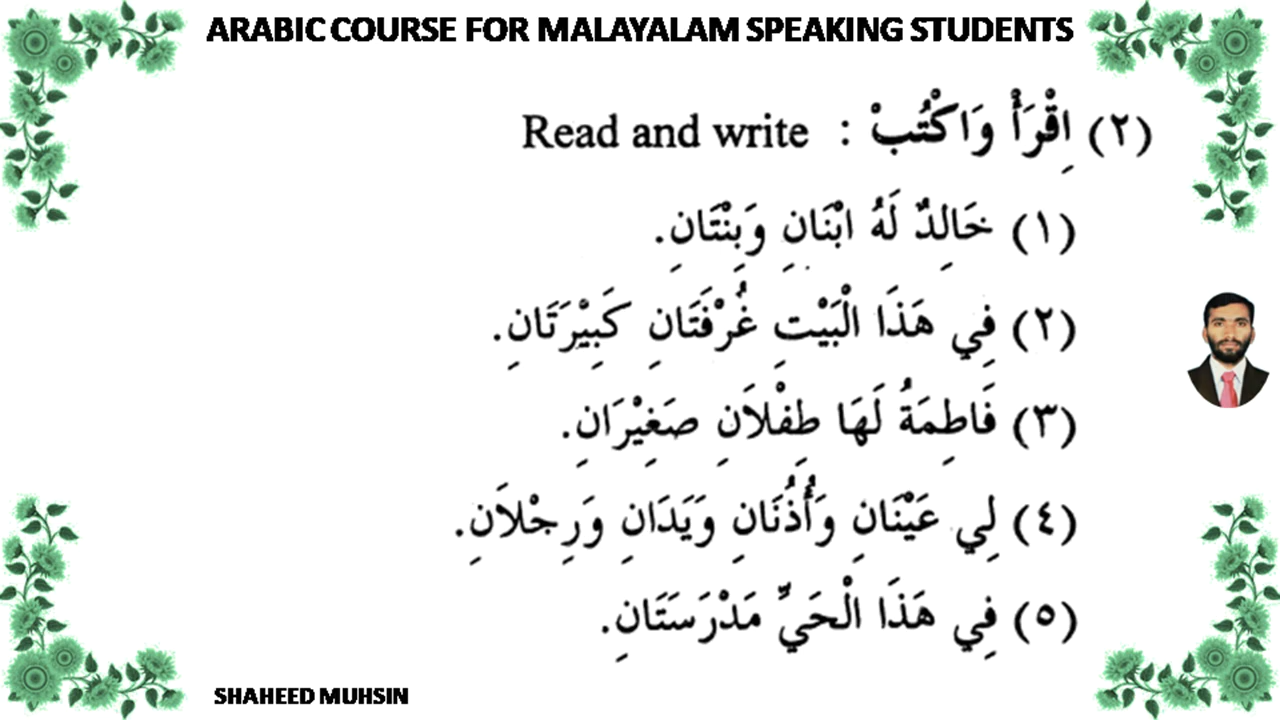 ARABIC COURSE FOR MALAYALAM SPEAKING STUDENTS
(٢) اِقْرَأْ وَاكْتُبْ : Read and write
(١) خَالِدٌ لَهُ ابْنَانِ وَبِنْتَانِ.
(٢) فِي هَذَا الْبَيْتِ غُرْفَتَانِ كَبِيْرَتَانِ.
(٣) فَاطِمَةُ لَهَا طِفْلَانِ صَغِيْرَانِ.
(٤) لِي عَيْنَانِ وَأُذُنَانِ وَيَدَانِ وَرِجْلَانِ.
(٥) فِي هَذَا الْحَيِّ مَدْرَسَتَانِ.
SHAHEED MUHSIN